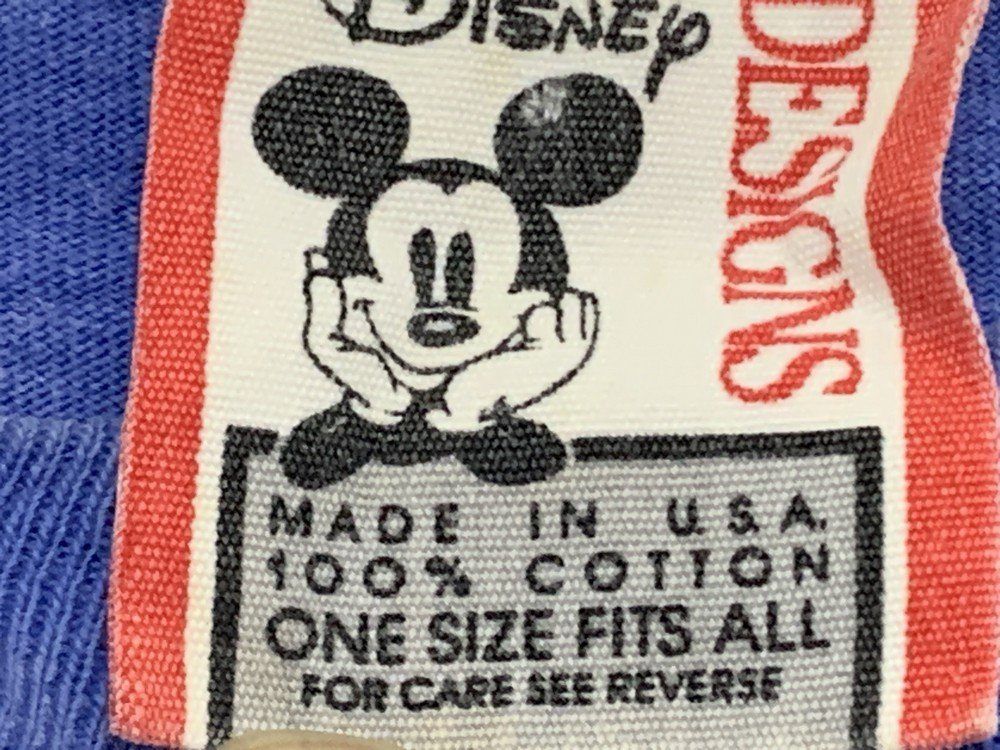 DISNEY
DESIGNS
MADE IN U.S.A.
100% COTTON
ONE SIZE FITS ALL
FOR CARE SEE REVERSE